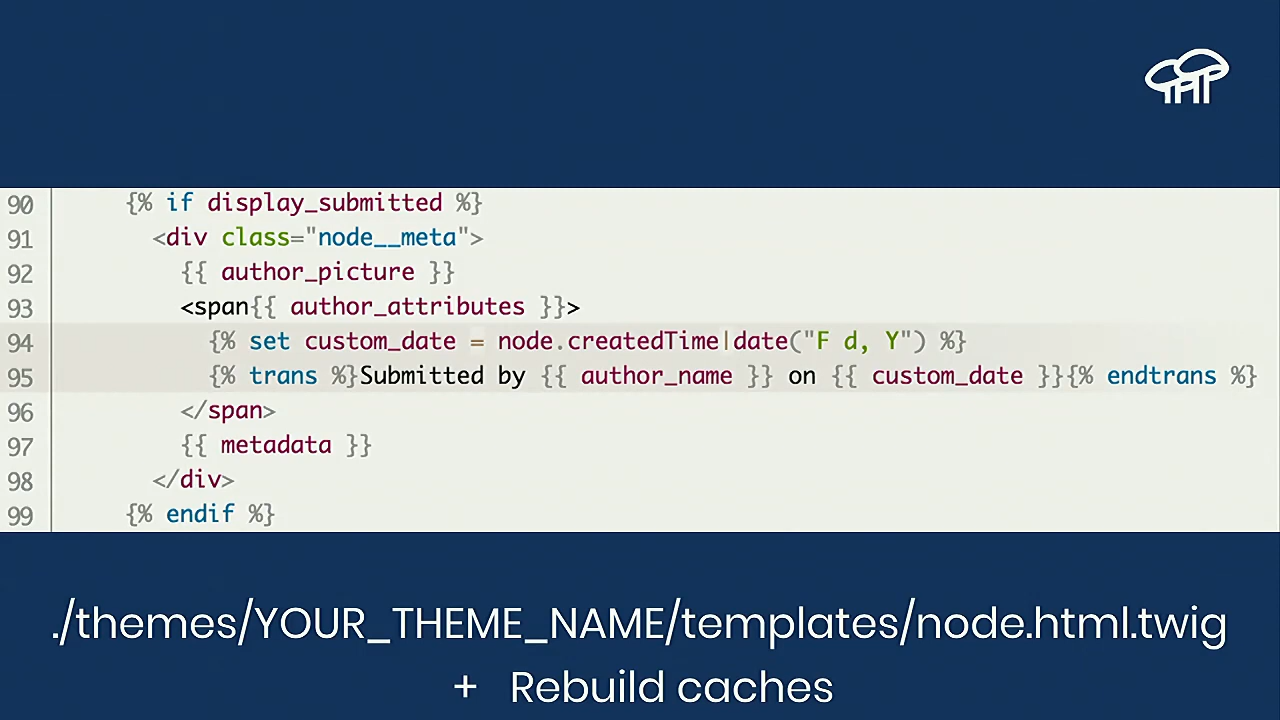 90 {% if display_submitted %}
91 <div class="node__meta">
92 {{ author_picture }}
93 <span{{ author_attributes }}>
94 {% set custom_date = node.createdTime|date("F d, Y") %}
95 {% trans %}Submitted by {{ author_name }} on {{ custom_date }}{% endtrans %}
96 </span>
97 {{ metadata }}
98 </div>
99 {% endif %}
./themes/YOUR_THEME_NAME/templates/node.html.twig
+ Rebuild caches